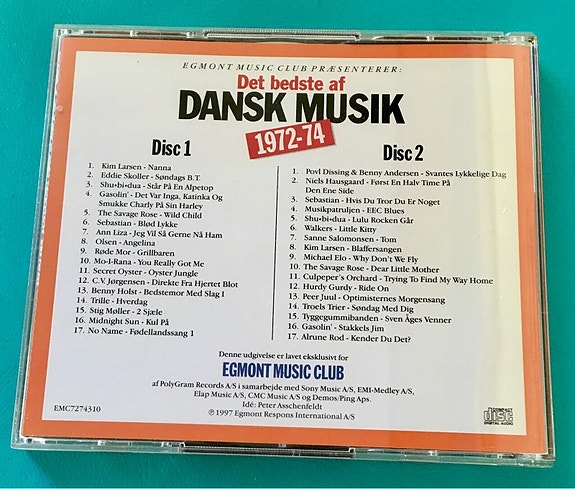 EGMONT MUSIC CLUB PRÆSENTERER:
Det bedste af
DANSK MUSIK
1972-74
Disc 1
1. Kim Larsen - Nanna
2. Eddie Skoller - Søndags B.T.
3. Shu•bi•dua - Står På En Alpetop
4. Gasolin' - Det Var Inga, Katinka Og
Smukke Charly På Sin Harley
5. The Savage Rose - Wild Child
6. Sebastian - Blød Lykke
7. Ann Liza - Jeg Vil Så Gerne Nå Ham
8. Olsen - Angelina
9. Røde Mor - Grillbaren
10. Mo-I-Rana - You Really Got Me
11. Secret Oyster - Oyster Jungle
12. C.V. Jørgensen - Direkte Fra Hjertet Blot
13. Benny Holst - Bedstemor Med Slag I
14. Trille - Hverdag
15. Stig Møller - 2 Sjæle
16. Midnight Sun - Kul På
17. No Name - Fødellandssang 1
Disc 2
1. Povl Dissing & Benny Andersen - Svantes Lykkelige Dag
2. Niels Hausgaard - Først En Halv Time På
Den Ene Side
3. Sebastian - Hvis Du Tror Du Er Noget
4. Musikpatruljen - EEC Blues
5. Shu•bi•dua - Lulu Rocken Går
6. Walkers - Little Kitty
7. Sanne Salomonsen - Tom
8. Kim Larsen - Blaffersangen
9. Michael Elo - Why Don't We Fly
10. The Savage Rose - Dear Little Mother
11. Culpeper's Orchard - Trying To Find My Way Home
12. Hurdy Gurdy - Ride On
13. Peer Juul - Optimisternes Morgensang
14. Troels Trier - Søndag Med Dig
15. Tyggegummibanden - Sven Åges Venner
16. Gasolin' - Stakkels Jim
17. Alrune Rod - Kender Du Det?
Denne udgivelse er lavet eksklusivt for
EGMONT MUSIC CLUB
af PolyGram Records A/S i samarbejde med Sony Music A/S, EMI-Medley A/S,
Elap Music A/S, CMC Music A/S og Demos/Ping Aps.
Idé: Peter Asschenfeldt
℗ 1997 Egmont Respons International A/S
EMC7274310
COMPACT
disc
DIGITAL AUDIO